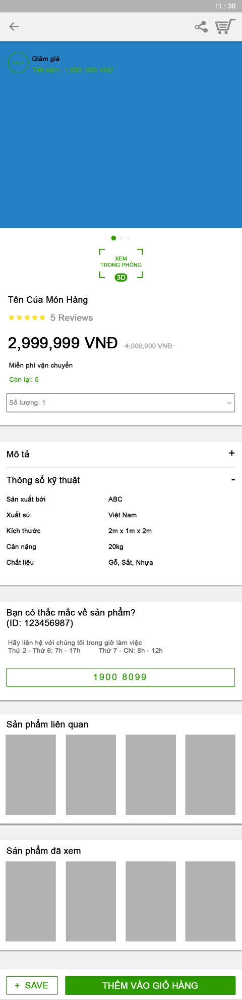 11 : 30
Giảm giá
Tiết kiệm: 1,000,.000 VNĐ
XEM
TRONG PHÒNG
3D
Tên Của Món Hàng
5 Reviews
2,999,999 VNĐ 4,000,000 VNĐ
Miễn phí vận chuyển
Còn lại: 5
Số lượng: 1
Mô tả +
Thông số kỹ thuật -
Sản xuất bởi ABC
Xuất sứ Việt Nam
Kích thước 2m x 1m x 2m
Cân nặng 20kg
Chất liệu Gỗ, Sắt, Nhựa
Bạn có thắc mắc về sản phẩm?
(ID: 123456987)
Hãy liên hệ với chúng tôi trong giờ làm việc
Thứ 2 - Thứ 6: 7h - 17h Thứ 7 - CN: 8h - 12h
1900 8099
Sản phẩm liên quan
Sản phẩm đã xem
+ SAVE THÊM VÀO GIỎ HÀNG